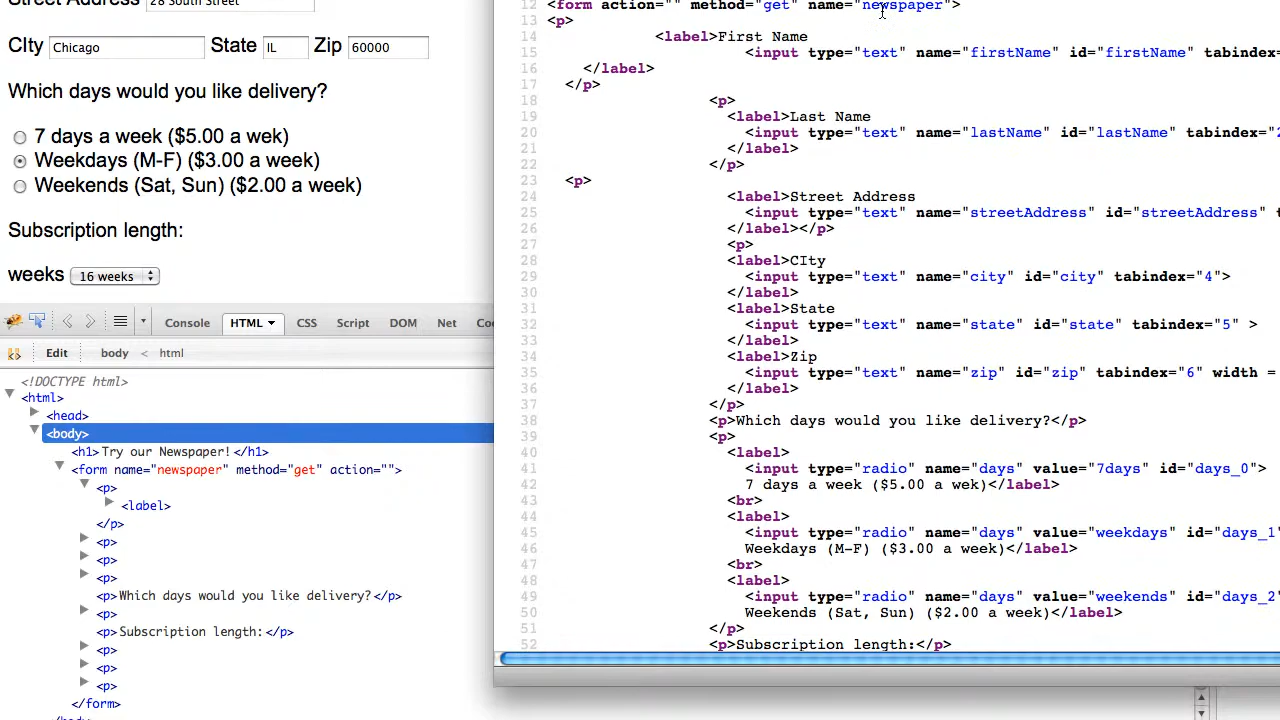 28 South Street
CIty Chicago State IL Zip 60000
Which days would you like delivery?
7 days a week ($5.00 a wek)
Weekdays (M-F) ($3.00 a week)
Weekends (Sat, Sun) ($2.00 a week)
Subscription length:
weeks 16 weeks
Console HTML CSS Script DOM Net
Edit body < html
<!DOCTYPE html>
<html>
<head>
<body>
<h1>Try our Newspaper!</h1>
<form name="newspaper" method="get" action="">
<p>
<label>
</p>
<p>
<p>
<p>
<p>Which days would you like delivery?</p>
<p>
<p>Subscription length:</p>
<p>
<p>
<p>
</form>
12 <form action="" method="get" name="newspaper">
13 <p>
14 <label>First Name
15 <input type="text" name="firstName" id="firstName" tabindex=
16 </label>
17 </p>
18 <p>
19 <label>Last Name
20 <input type="text" name="lastName" id="lastName" tabindex="2
21 </label>
22 </p>
23 <p>
24 <label>Street Address
25 <input type="text" name="streetAddress" id="streetAddress" t
26 </label></p>
27 <p>
28 <label>CIty
29 <input type="text" name="city" id="city" tabindex="4">
30 </label>
31 <label>State
32 <input type="text" name="state" id="state" tabindex="5" >
33 </label>
34 <label>Zip
35 <input type="text" name="zip" id="zip" tabindex="6" width =
36 </label>
37 </p>
38 <p>Which days would you like delivery?</p>
39 <p>
40 <label>
41 <input type="radio" name="days" value="7days" id="days_0">
42 7 days a week ($5.00 a wek)</label>
43 <br>
44 <label>
45 <input type="radio" name="days" value="weekdays" id="days_1
46 Weekdays (M-F) ($3.00 a week)</label>
47 <br>
48 <label>
49 <input type="radio" name="days" value="weekends" id="days_2
50 Weekends (Sat, Sun) ($2.00 a week)</label>
51 </p>
52 <p>Subscription length:</p>